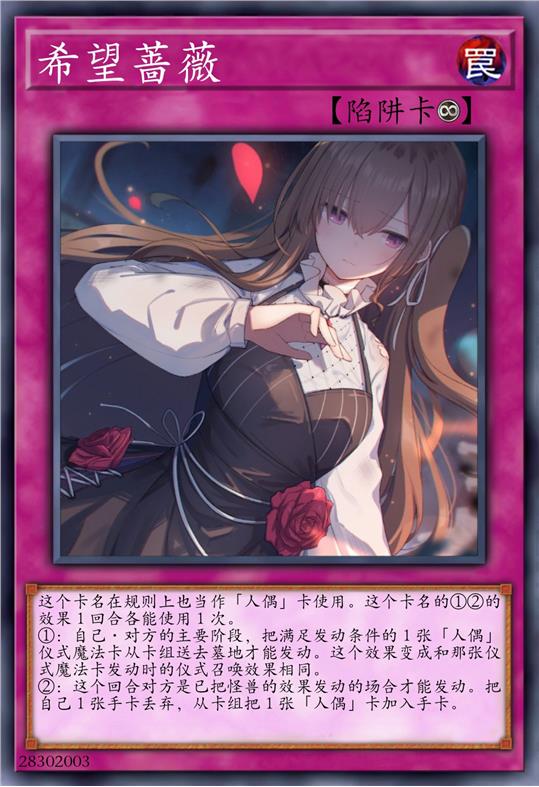 希望蔷薇
罠
【陷阱卡♾】
这个卡名在规则上也当作「人偶」卡使用。这个卡名的①②的
效果１回合各能使用１次。
①：自己·对方的主要阶段，把满足发动条件的１张「人偶」
仪式魔法卡从卡组送去墓地才能发动。这个效果变成和那张仪
式魔法卡发动时的仪式召唤效果相同。
②：这个回合对方是已把怪兽的效果发动的场合才能发动。把
自己１张手卡丢弃，从卡组把１张「人偶」卡加入手卡。
28302003